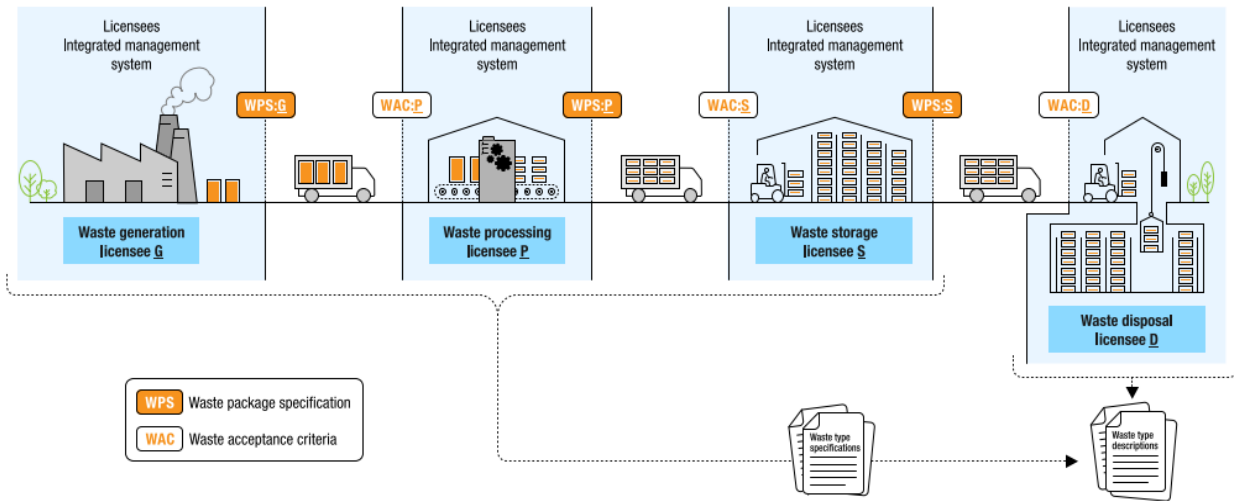 Licensees
Integrated management
system
Licensees
Integrated management
system
Licensees
Integrated management
system
Licensees
Integrated management
system
WPS:G
WAC:P
WPS:P
WAC:S
WPS:S
WAC:D
Waste generation
licensee G
Waste processing
licensee P
Waste storage
licensee S
Waste disposal
licensee D
WPS Waste package specification
WAC Waste acceptance criteria
Waste type
specifications
Waste type
descriptions